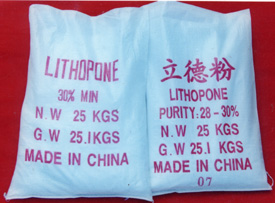 LITHOPONE
30% MIN
N.W 25 KGS
G.W 25.1KGS
MADE IN CHINA
立德粉
LITHOPONE
PURITY:28-30%
N.W 25 KGS
G.W 25.1 KGS
MADE IN CHINA
07